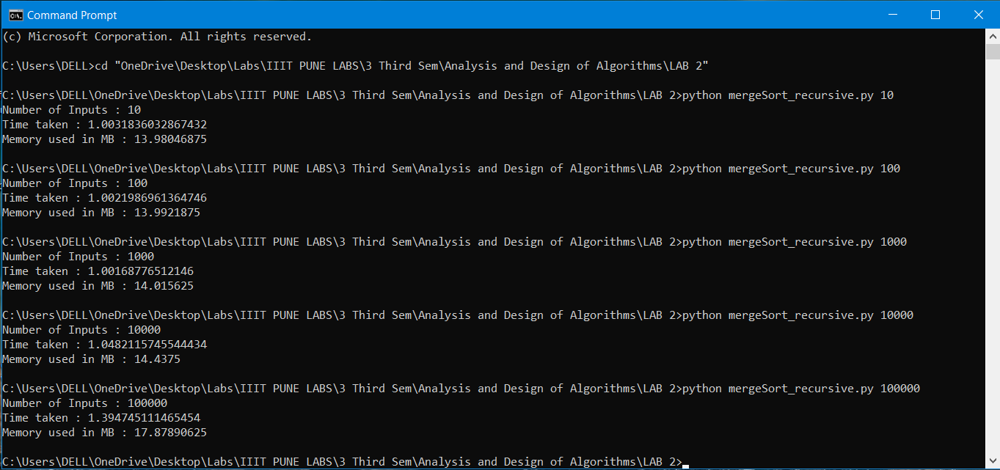 Command Prompt
(c) Microsoft Corporation. All rights reserved.
C:\Users\DELL>cd "OneDrive\Desktop\Labs\IIIT PUNE LABS\3 Third Sem\Analysis and Design of Algorithms\LAB 2"
C:\Users\DELL\OneDrive\Desktop\Labs\IIIT PUNE LABS\3 Third Sem\Analysis and Design of Algorithms\LAB 2>python mergeSort_recursive.py 10
Number of Inputs : 10
Time taken : 1.0031836032867432
Memory used in MB : 13.98046875
C:\Users\DELL\OneDrive\Desktop\Labs\IIIT PUNE LABS\3 Third Sem\Analysis and Design of Algorithms\LAB 2>python mergeSort_recursive.py 100
Number of Inputs : 100
Time taken : 1.0021986961364746
Memory used in MB : 13.9921875
C:\Users\DELL\OneDrive\Desktop\Labs\IIIT PUNE LABS\3 Third Sem\Analysis and Design of Algorithms\LAB 2>python mergeSort_recursive.py 1000
Number of Inputs : 1000
Time taken : 1.00168776512146
Memory used in MB : 14.015625
C:\Users\DELL\OneDrive\Desktop\Labs\IIIT PUNE LABS\3 Third Sem\Analysis and Design of Algorithms\LAB 2>python mergeSort_recursive.py 10000
Number of Inputs : 10000
Time taken : 1.0482115745544434
Memory used in MB : 14.4375
C:\Users\DELL\OneDrive\Desktop\Labs\IIIT PUNE LABS\3 Third Sem\Analysis and Design of Algorithms\LAB 2>python mergeSort_recursive.py 100000
Number of Inputs : 100000
Time taken : 1.394745111465454
Memory used in MB : 17.87890625
C:\Users\DELL\OneDrive\Desktop\Labs\IIIT PUNE LABS\3 Third Sem\Analysis and Design of Algorithms\LAB 2>